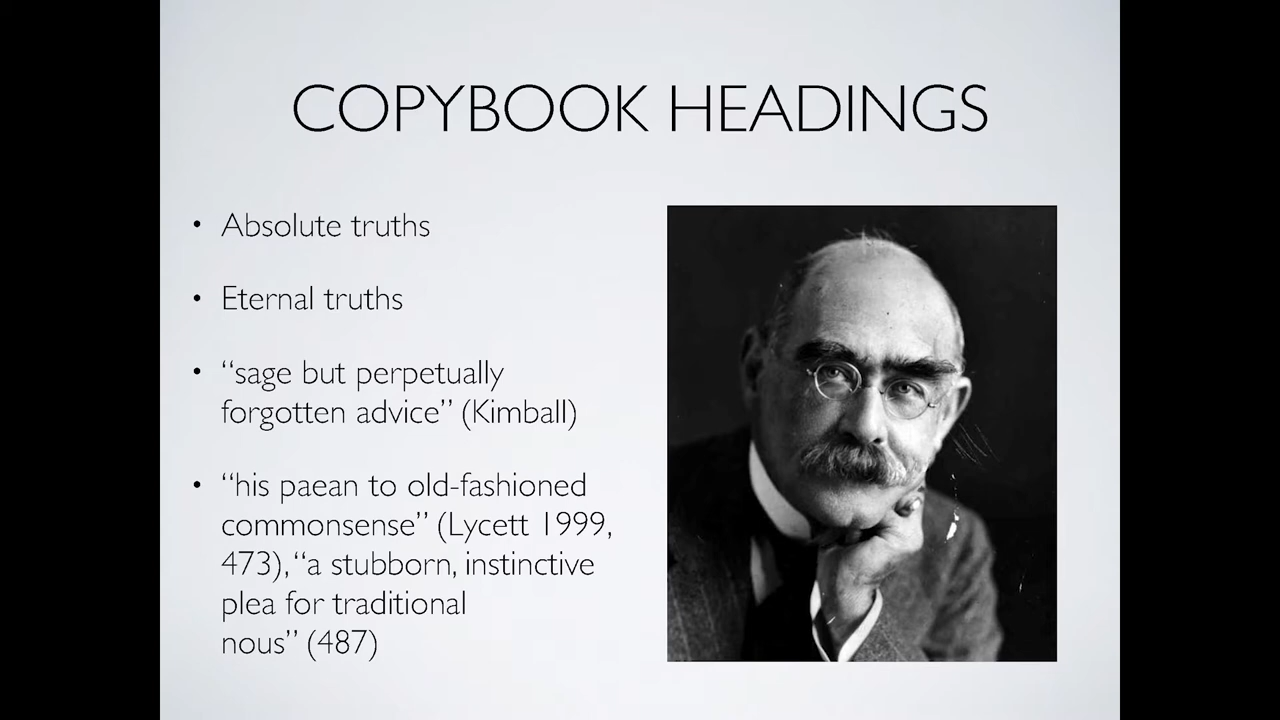 COPYBOOK HEADINGS
• Absolute truths
• Eternal truths
• “sage but perpetually
forgotten advice” (Kimball)
• “his paean to old-fashioned
commonsense” (Lycett 1999,
473), “a stubborn, instinctive
plea for traditional
nous” (487)